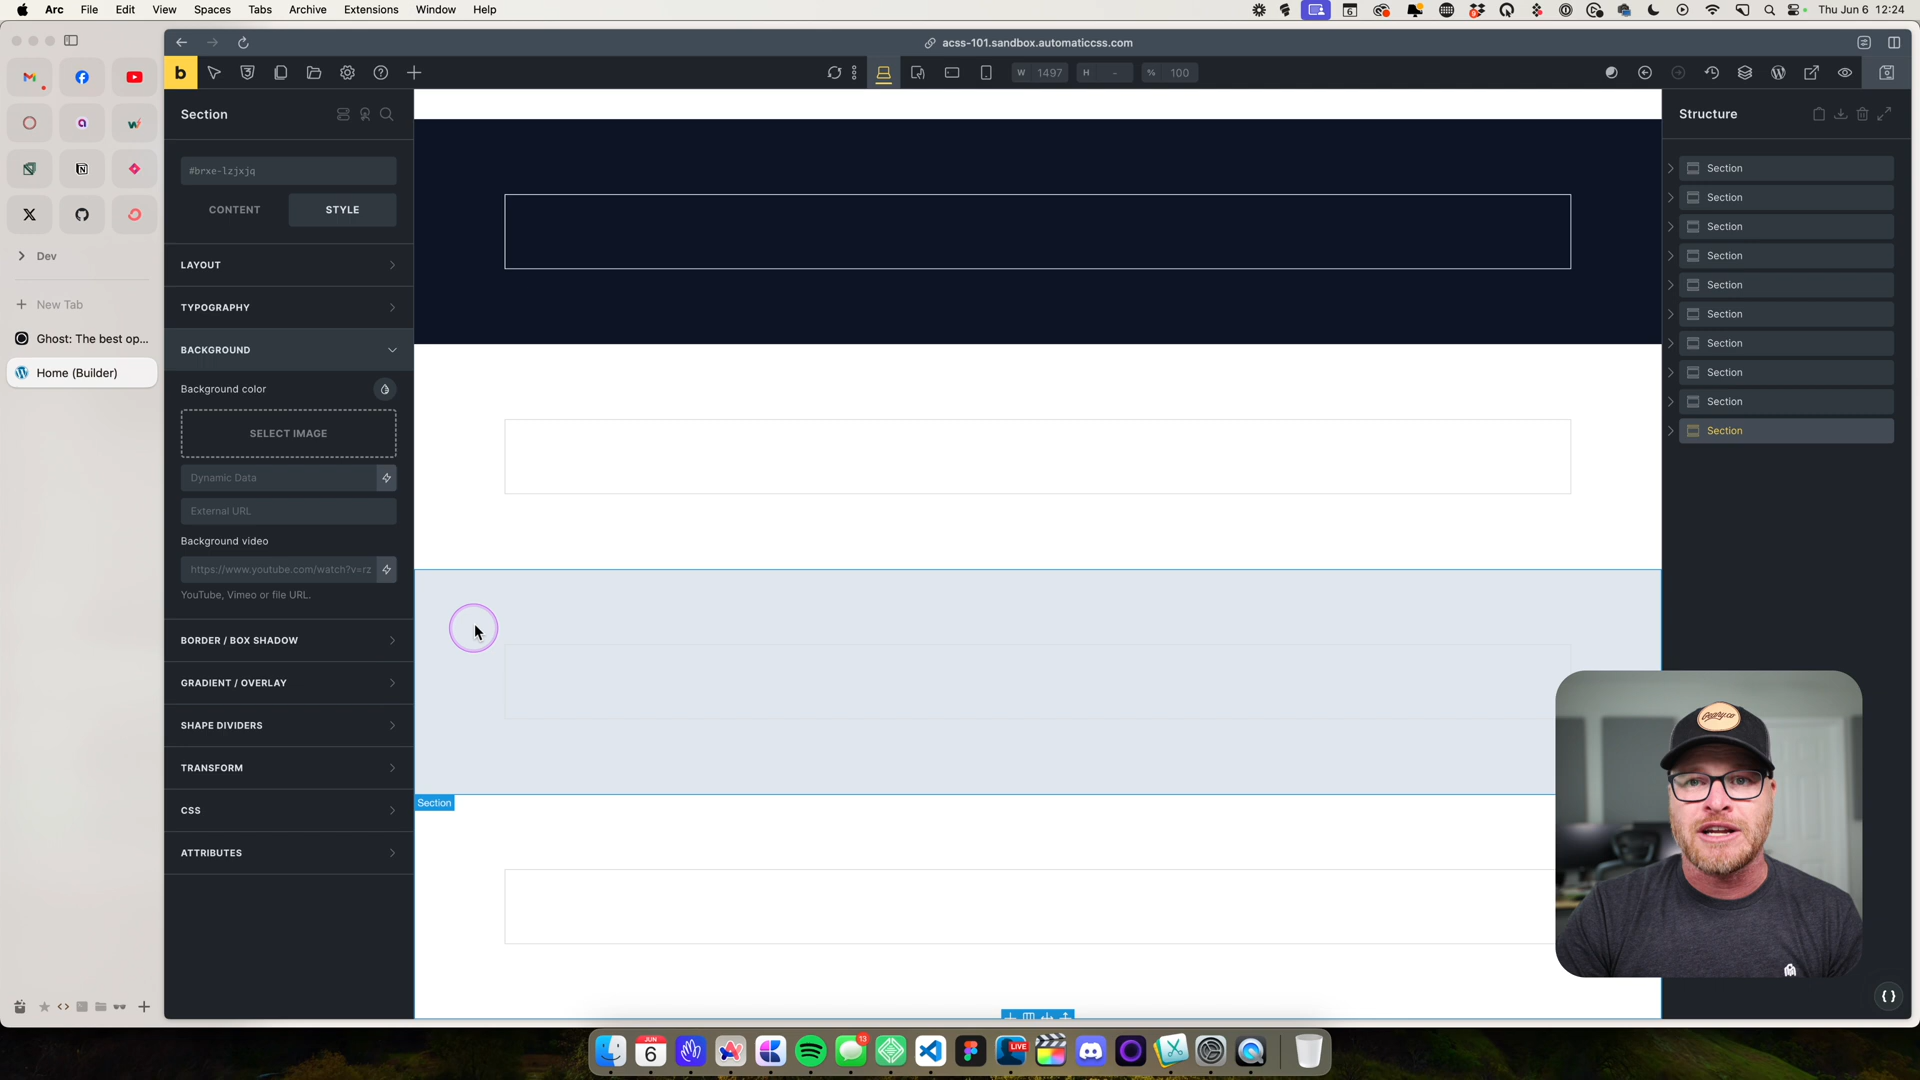 Arc File Edit View Spaces Tabs Archive Extensions Window Help
Thu Jun 6 12:24
acss-101.sandbox.automaticcss.com
b
W 1497 H - % 100
Section
#brxe-lzjxjq
CONTENT STYLE
LAYOUT
TYPOGRAPHY
BACKGROUND
Background color
SELECT IMAGE
Dynamic Data
External URL
Background video
https://www.youtube.com/watch?v=rz
YouTube, Vimeo or file URL.
BORDER / BOX SHADOW
GRADIENT / OVERLAY
SHAPE DIVIDERS
TRANSFORM
CSS
ATTRIBUTES
Dev
New Tab
Ghost: The best op...
Home (Builder)
Section
Structure
Section
Section
Section
Section
Section
Section
Section
Section
Section
Section
JUN
6
13
LIVE